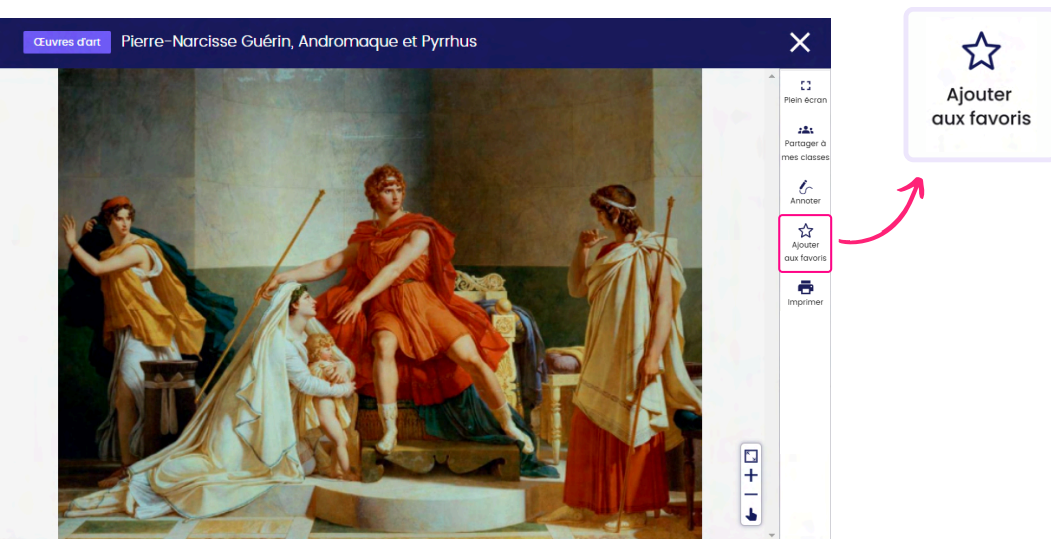 Œuvres d'art Pierre-Narcisse Guérin, Andromaque et Pyrrhus
Plein écran
Partager à
mes classes
Annoter
Ajouter
aux favoris
Imprimer
Ajouter
aux favoris